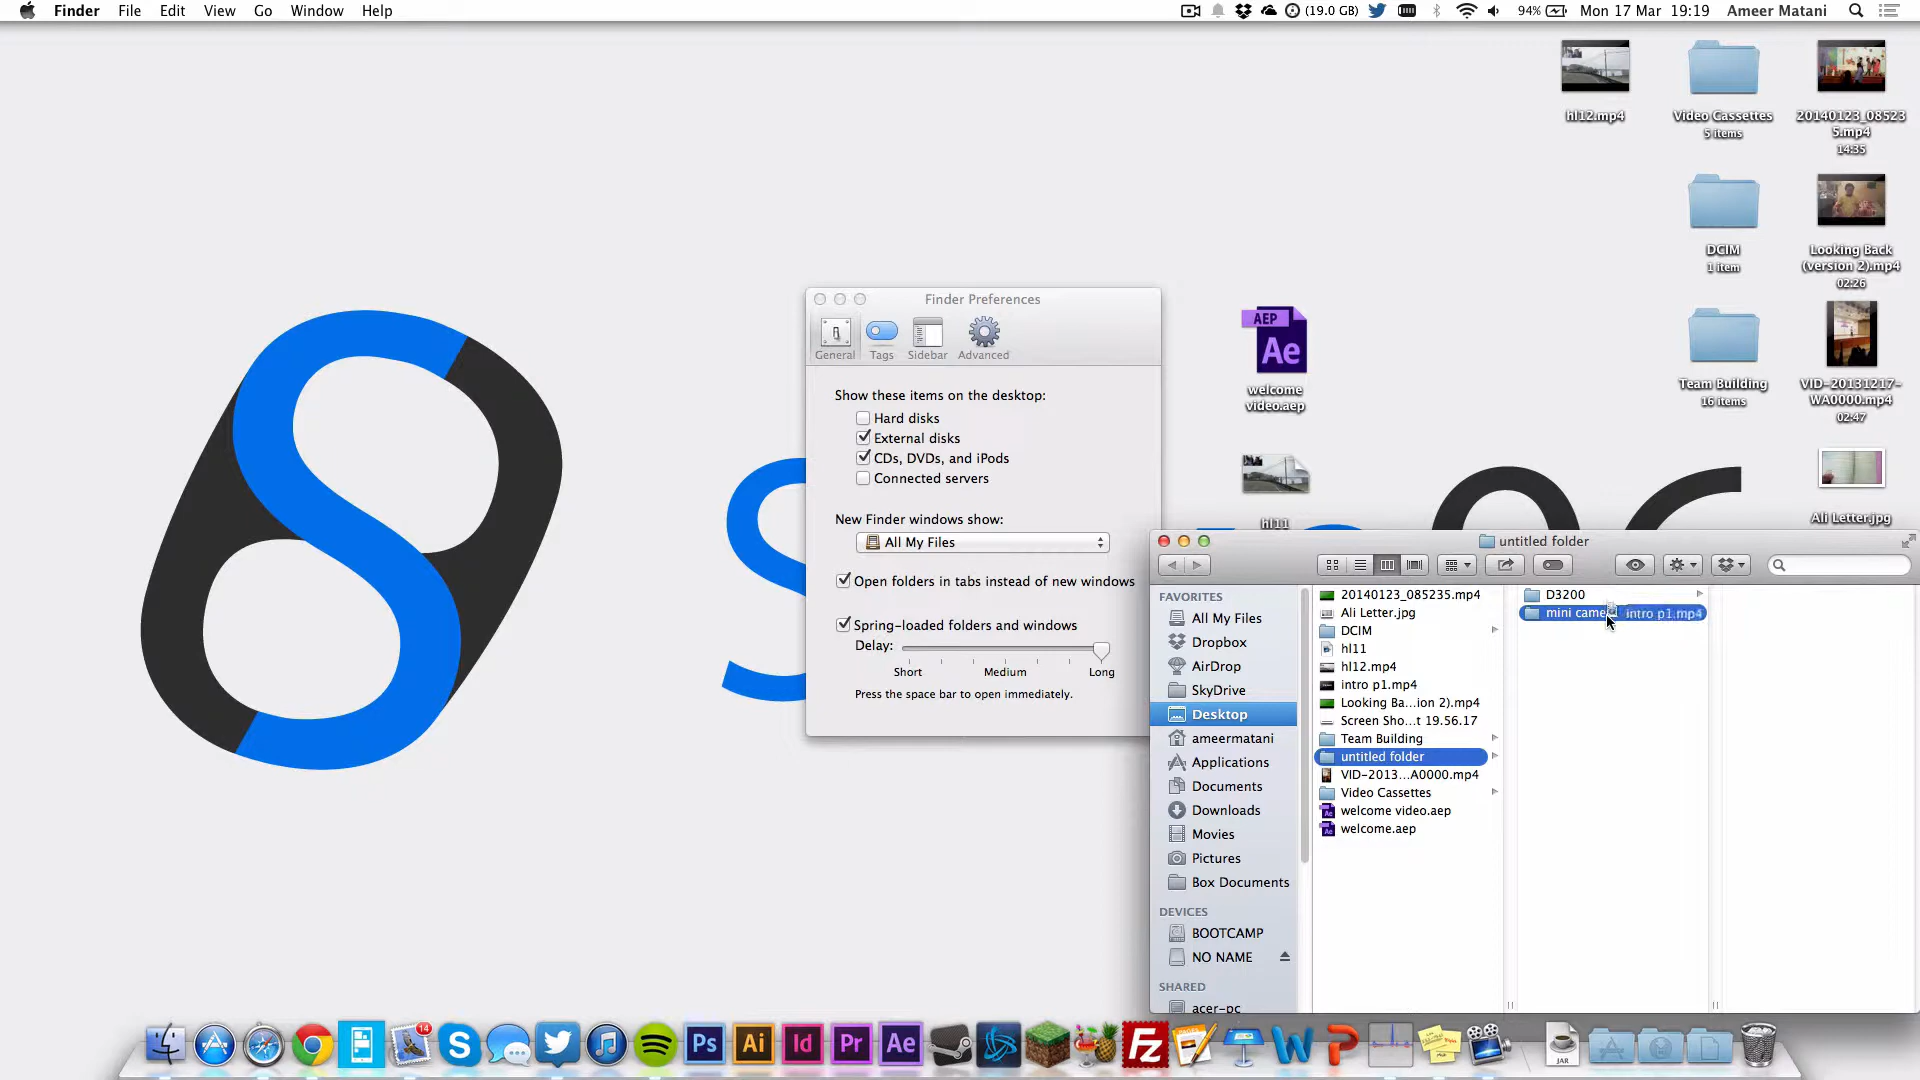 Finder File Edit View Go Window Help
(19.0 GB) 94% Mon 17 Mar 19:19 Ameer Matani
hl12.mp4
Video Cassettes
5 items
20140123_08523
5.mp4
14:35
DCIM
1 item
Looking Back
(version 2).mp4
02:26
Team Building
16 items
VID-20131217-
WA0000.mp4
02:47
Ali Letter.jpg
AEP
Ae
welcome
video.aep
hl11
Finder Preferences
General Tags Sidebar Advanced
Show these items on the desktop:
Hard disks
External disks
CDs, DVDs, and iPods
Connected servers
New Finder windows show:
All My Files
Open folders in tabs instead of new windows
Spring-loaded folders and windows
Delay:
Short Medium Long
Press the space bar to open immediately.
untitled folder
FAVORITES
All My Files
Dropbox
AirDrop
SkyDrive
Desktop
ameermatani
Applications
Documents
Downloads
Movies
Pictures
Box Documents
DEVICES
BOOTCAMP
NO NAME
SHARED
acer-pc
20140123_085235.mp4
Ali Letter.jpg
DCIM
hl11
hl12.mp4
intro p1.mp4
Looking Ba...ion 2).mp4
Screen Sho...t 19.56.17
Team Building
untitled folder
VID-2013...A0000.mp4
Video Cassettes
welcome video.aep
welcome.aep
D3200
mini came
intro p1.mp4
14
Ps Ai Id Pr Ae
Fz
JAR